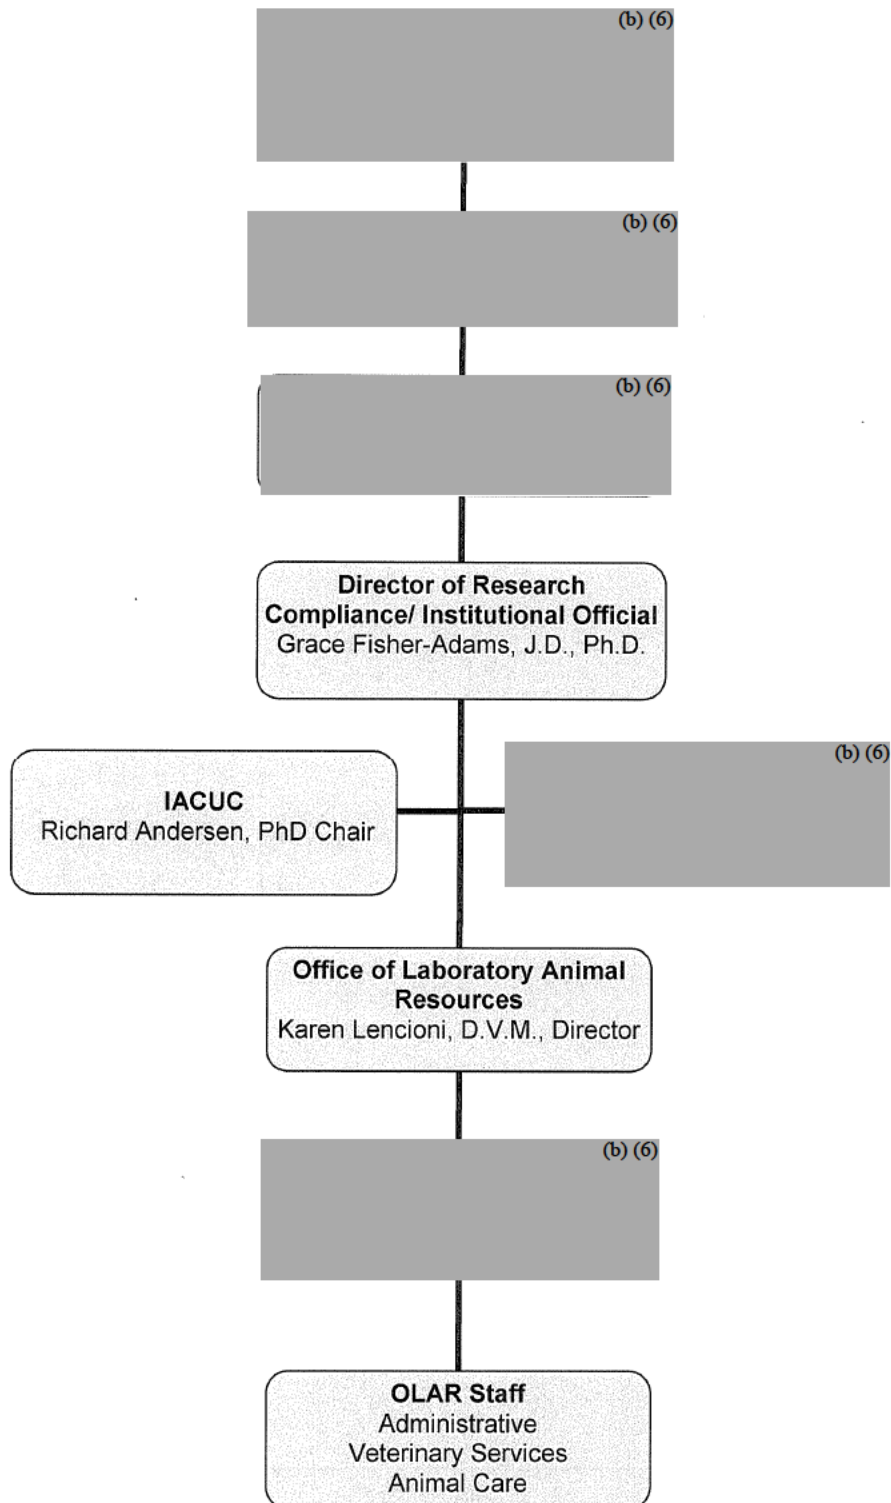 (b) (6)
(b) (6)
(b) (6)
Director of Research
Compliance/ Institutional Official
Grace Fisher-Adams, J.D., Ph.D.
(b) (6)
IACUC
Richard Andersen, PhD Chair
Office of Laboratory Animal
Resources
Karen Lencioni, D.V.M., Director
(b) (6)
OLAR Staff
Administrative
Veterinary Services
Animal Care